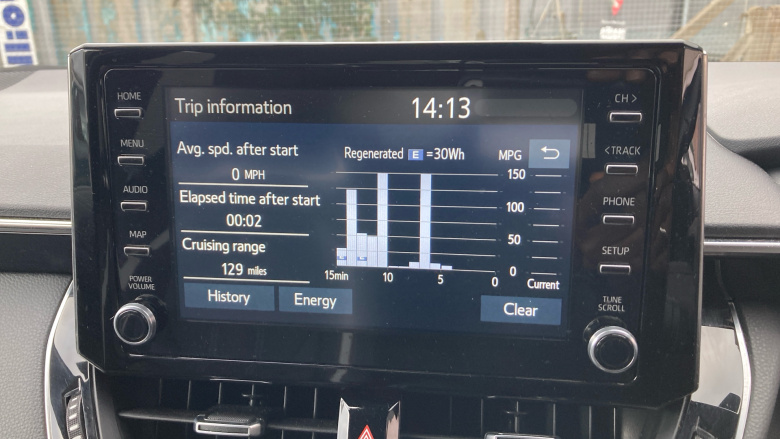 HOME
MENU
AUDIO
MAP
POWER
VOLUME
Trip information 14:13
Avg. spd. after start
0 MPH
Elapsed time after start
00:02
Cruising range
129 miles
History Energy
Regenerated E =30Wh MPG
150
100
50
0
15min 10 5 0 Current
Clear
CH >
< TRACK
PHONE
SETUP
TUNE
SCROLL